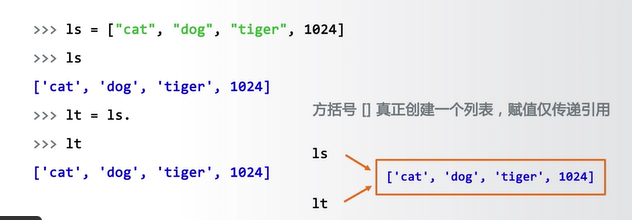 >>> ls = ["cat", "dog", "tiger", 1024]
>>> ls
['cat', 'dog', 'tiger', 1024]
>>> lt = ls.
>>> lt
['cat', 'dog', 'tiger', 1024]
方括号 [] 真正创建一个列表，赋值仅传递引用
ls
['cat', 'dog', 'tiger', 1024]
lt